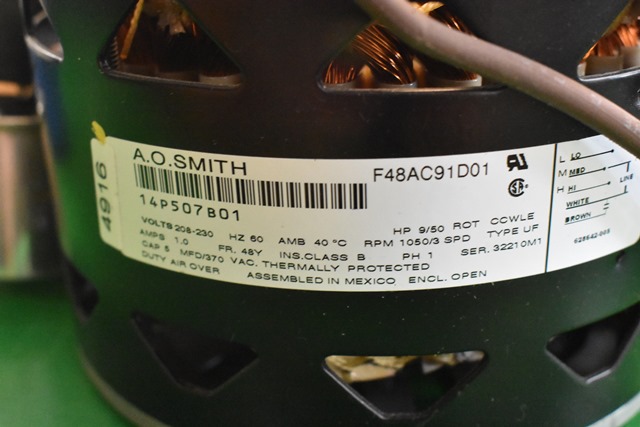 4916
A.O.SMITH
F48AC91D01
14P507B01
VOLTS 208-230 HZ 60 AMB 40 °C HP 9/50 ROT CCWLE
AMPS 1.0 FR. 48Y INS.CLASS B RPM 1050/3 SPD TYPE UF
CAP 5 MFD/370 VAC. THERMALLY PROTECTED PH 1 SER. 32210M1
DUTY AIR OVER ASSEMBLED IN MEXICO, ENCL. OPEN
L LO
M MED
H HI
LINE
WHITE
BROWN